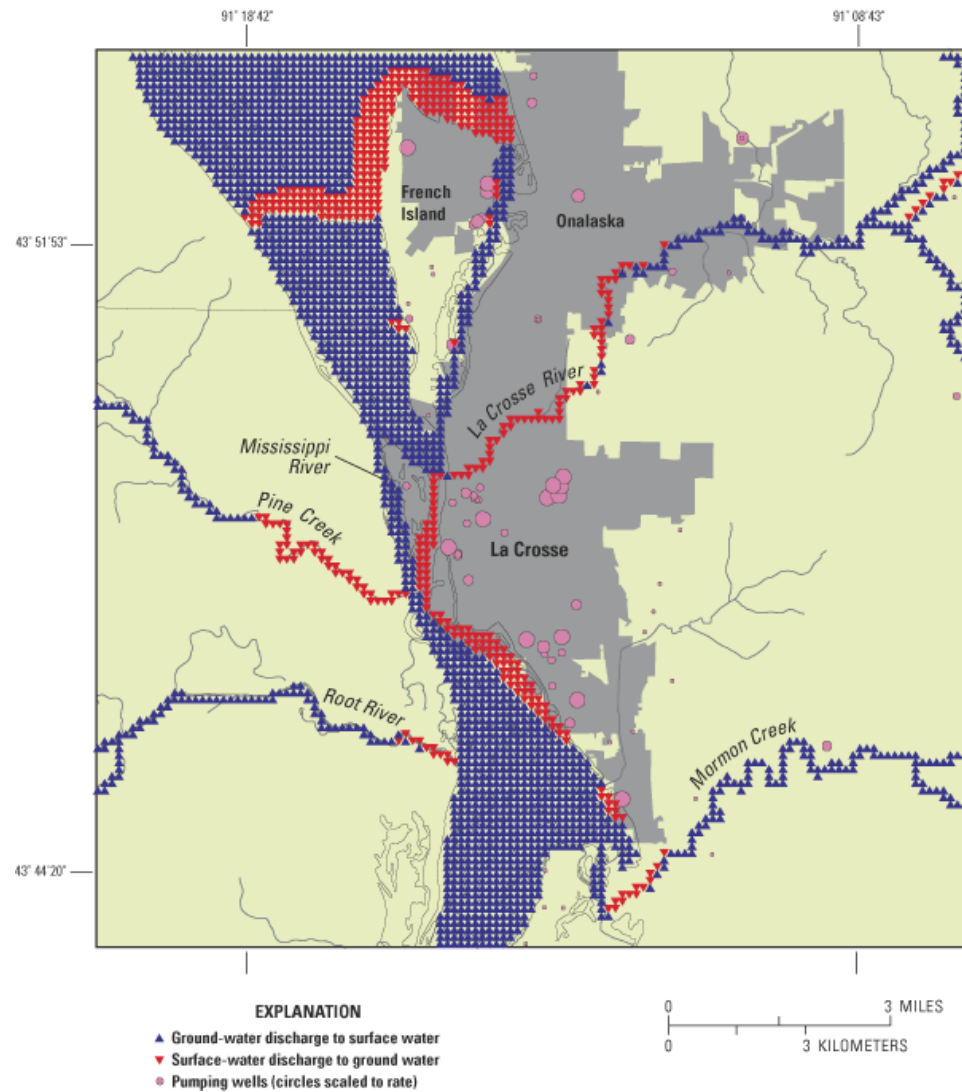 91° 18' 42"
91° 08' 43"
French
Island
Onalaska
43° 51' 53"
La Crosse River
Mississippi
River
Pine Creek
La Crosse
Root River
Mormon Creek
43° 44' 20"
EXPLANATION
Ground-water discharge to surface water
Surface-water discharge to ground water
Pumping wells (circles scaled to rate)
0 3 MILES
0 3 KILOMETERS